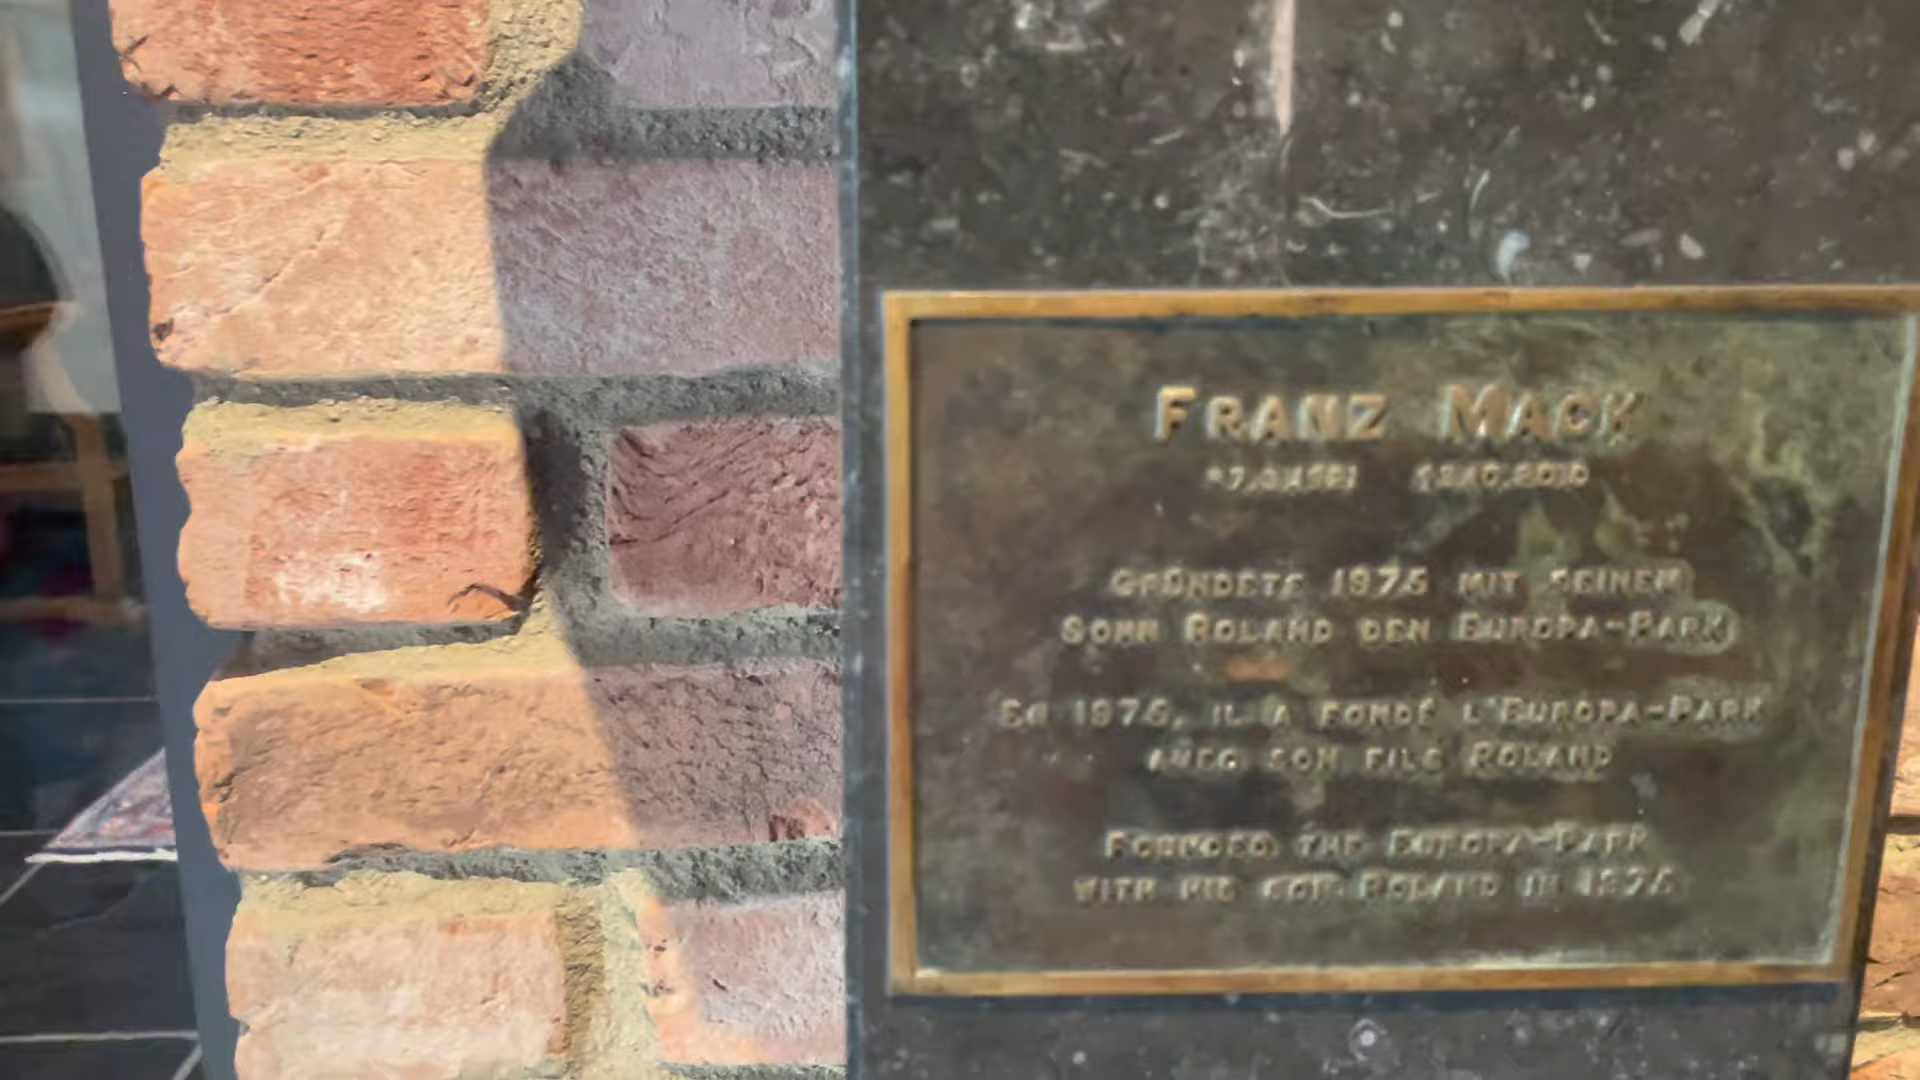 FRANZ MACK
GRÜNDETE 1975 MIT SEINEM
SOHN ROLAND DEN EUROPA-PARK
EN 1975, IL A FONDÉ L'EUROPA-PARK
AVEC SON FILS ROLAND
FOUNDED THE EUROPA-PARK
WITH HIS SON ROLAND IN 1975